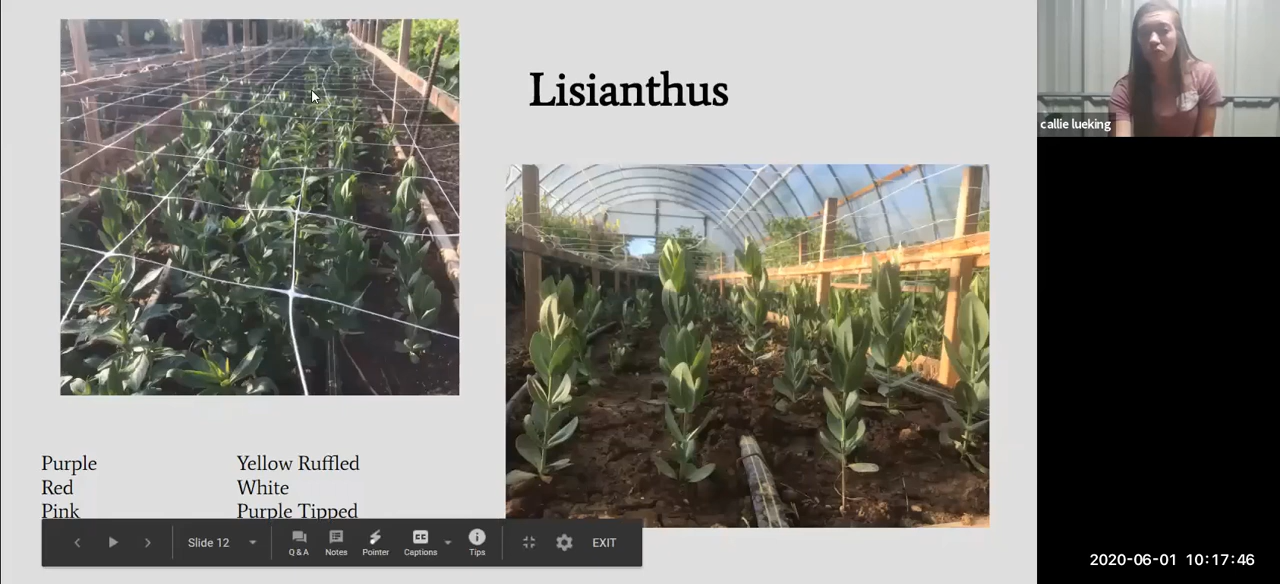 Lisianthus
callie lueking
Purple
Red
Pink
Yellow Ruffled
White
Purple Tipped
Slide 12
Q & A
Notes
Pointer
Captions
Tips
EXIT
2020-06-01 10:17:46